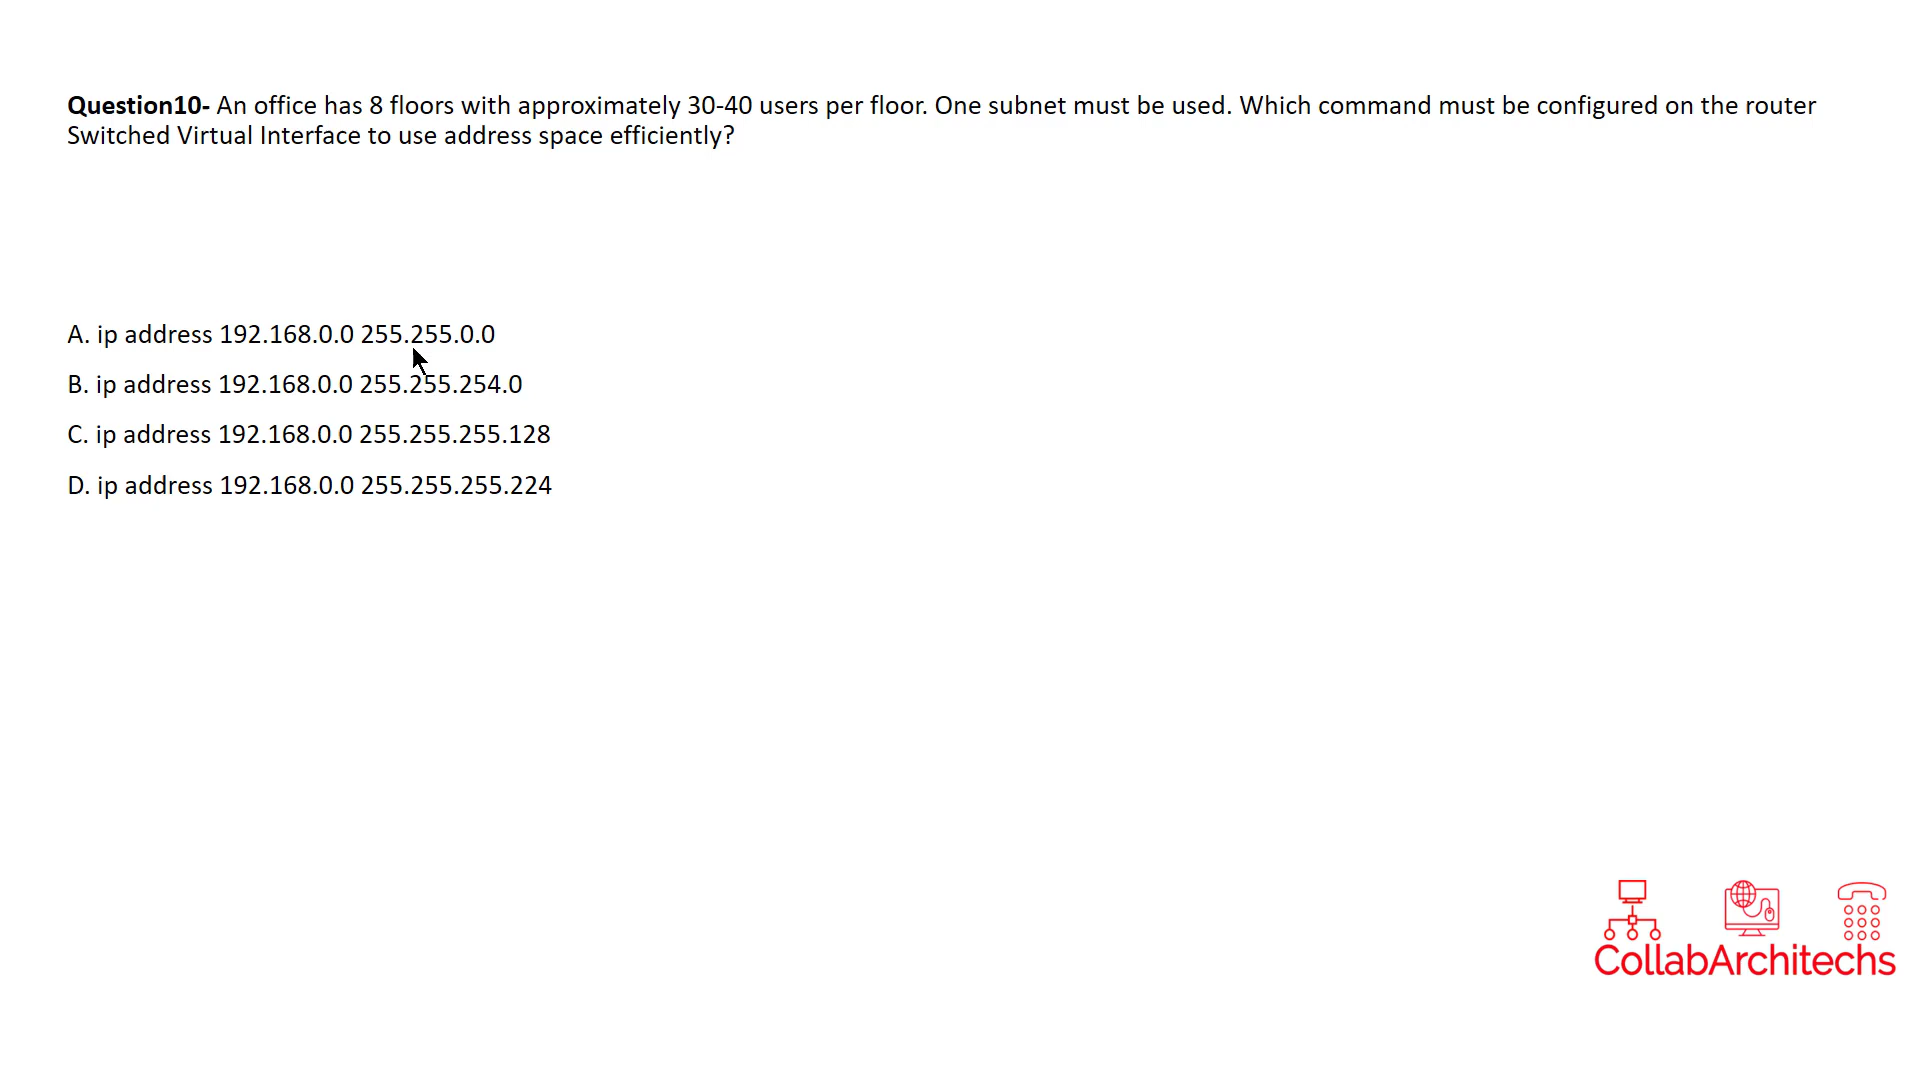 Question10- An office has 8 floors with approximately 30-40 users per floor. One subnet must be used. Which command must be configured on the router
Switched Virtual Interface to use address space efficiently?
A. ip address 192.168.0.0 255.255.0.0
B. ip address 192.168.0.0 255.255.254.0
C. ip address 192.168.0.0 255.255.255.128
D. ip address 192.168.0.0 255.255.255.224
CollabArchitechs